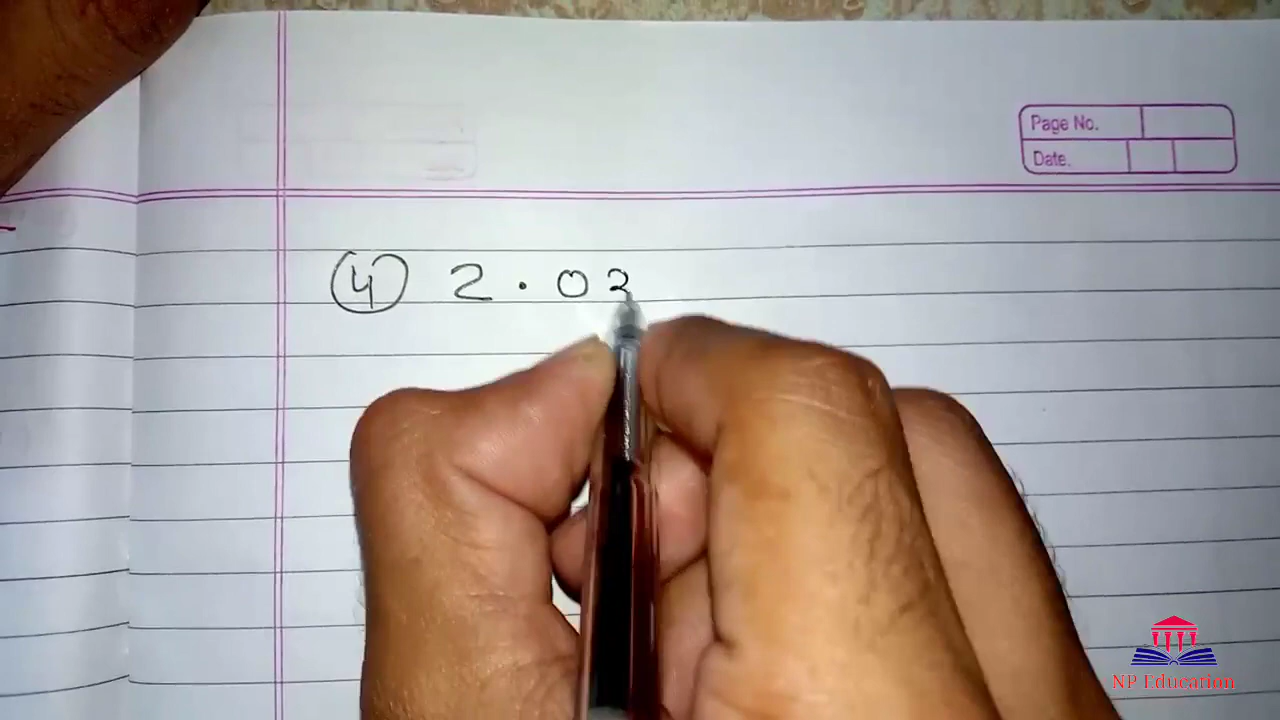 Page No.
Date.
④ 2.03
NP Education